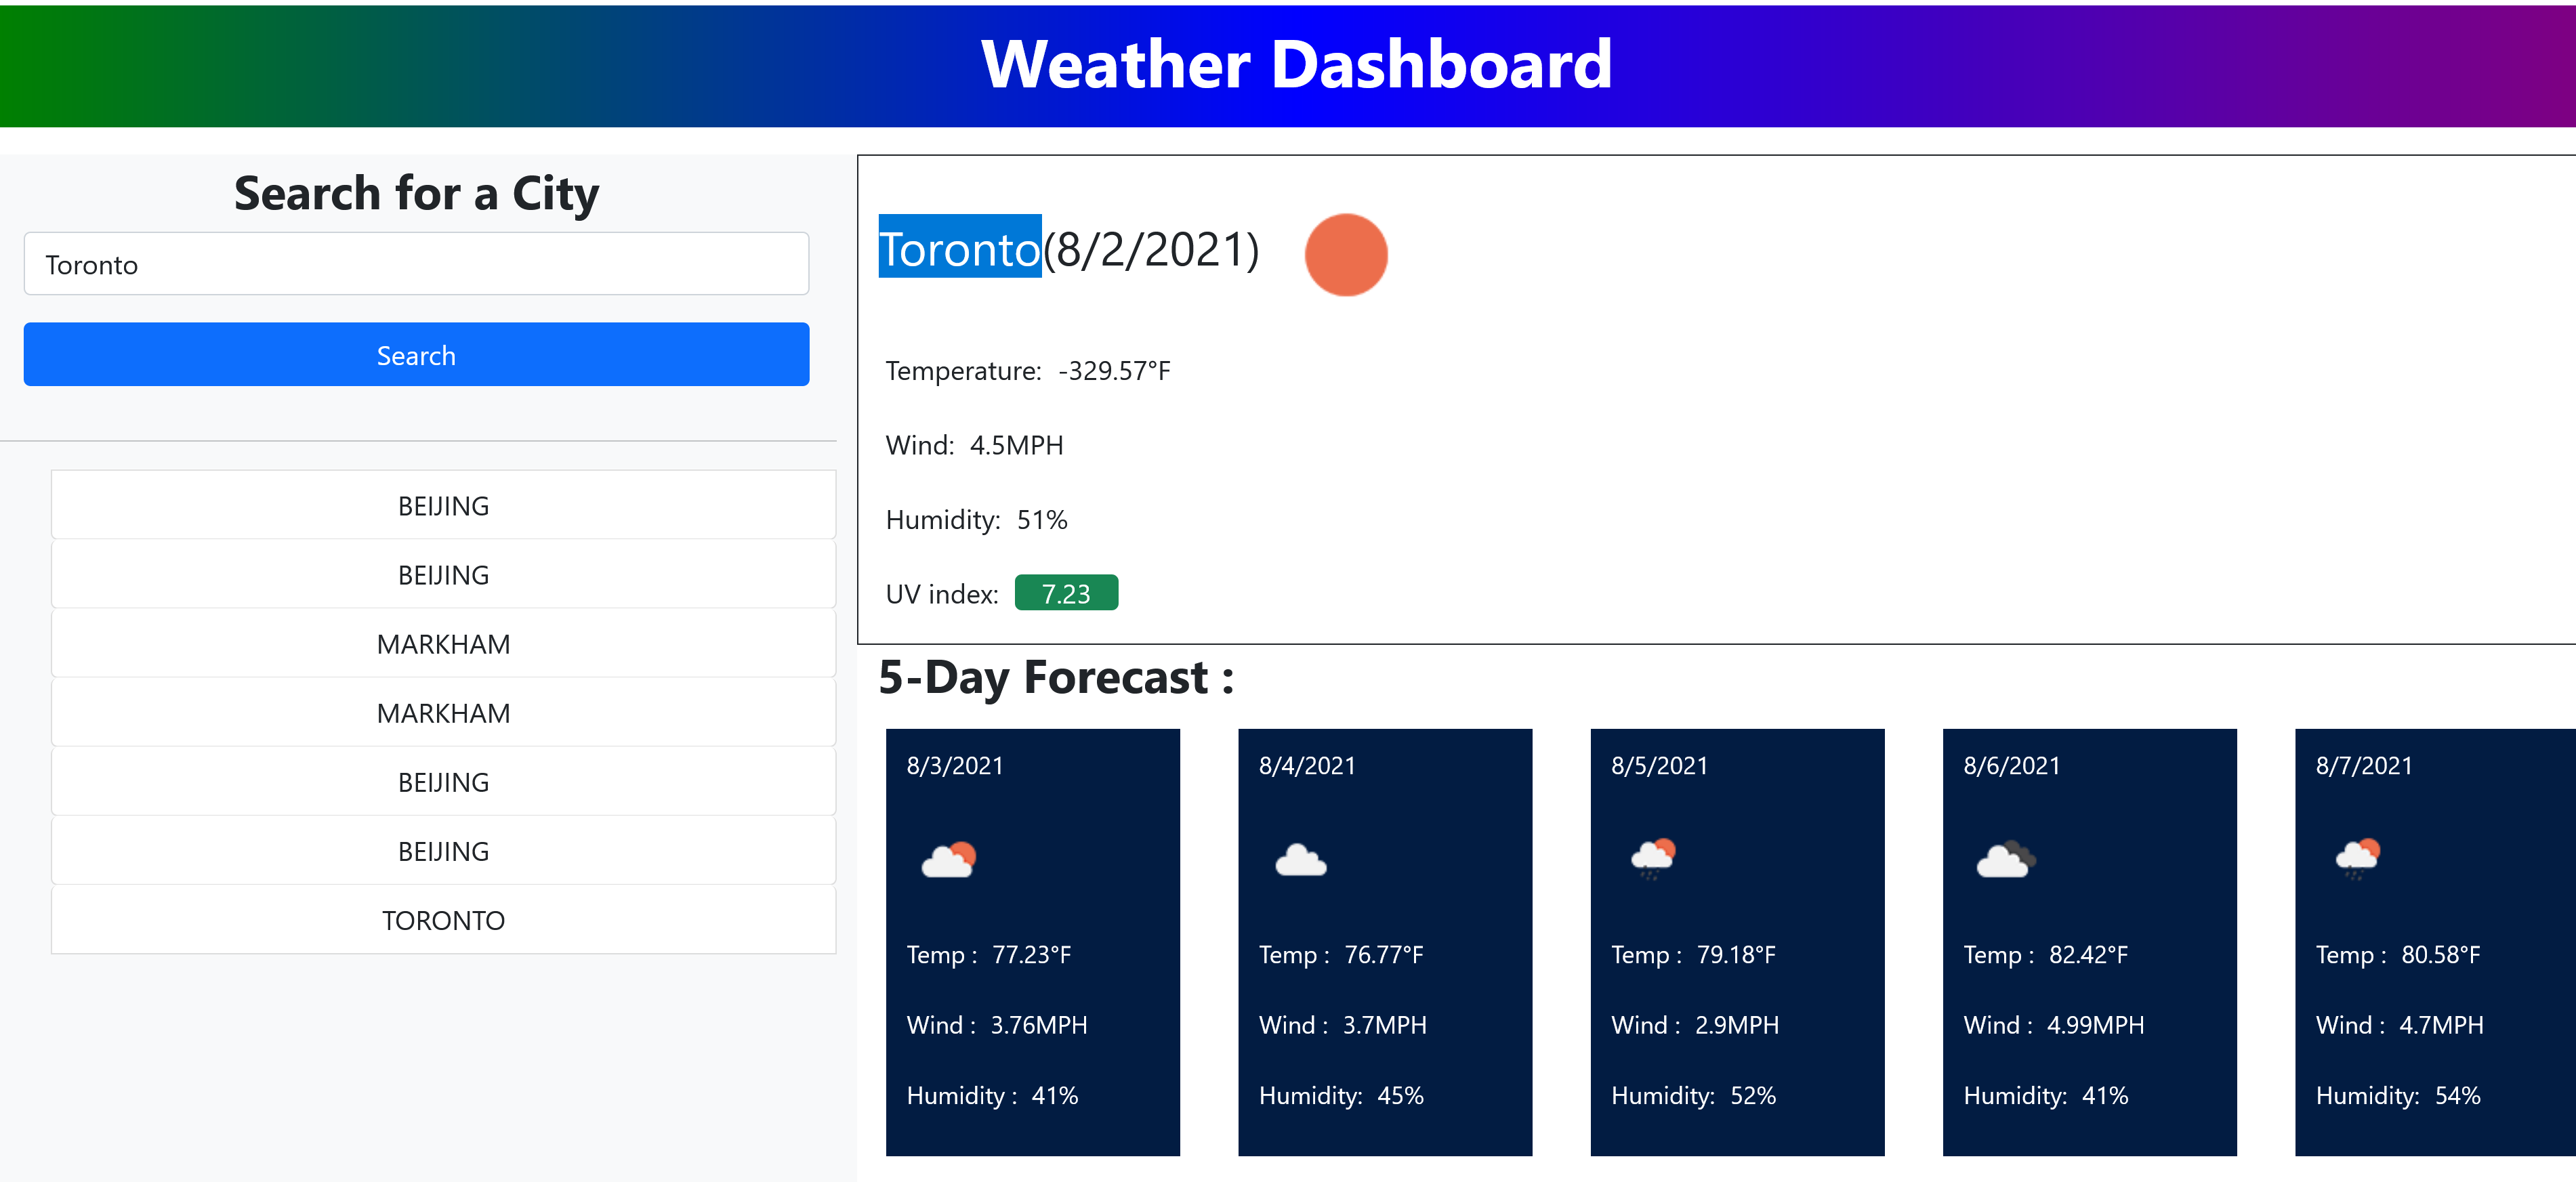 Weather Dashboard
Search for a City
Toronto
Search
BEIJING
BEIJING
MARKHAM
MARKHAM
BEIJING
BEIJING
TORONTO
Toronto(8/2/2021)
Temperature: -329.57°F
Wind: 4.5MPH
Humidity: 51%
UV index: 7.23
5-Day Forecast :
8/3/2021
Temp : 77.23°F
Wind : 3.76MPH
Humidity : 41%
8/4/2021
Temp : 76.77°F
Wind : 3.7MPH
Humidity: 45%
8/5/2021
Temp : 79.18°F
Wind : 2.9MPH
Humidity: 52%
8/6/2021
Temp : 82.42°F
Wind : 4.99MPH
Humidity: 41%
8/7/2021
Temp : 80.58°F
Wind : 4.7MPH
Humidity: 54%